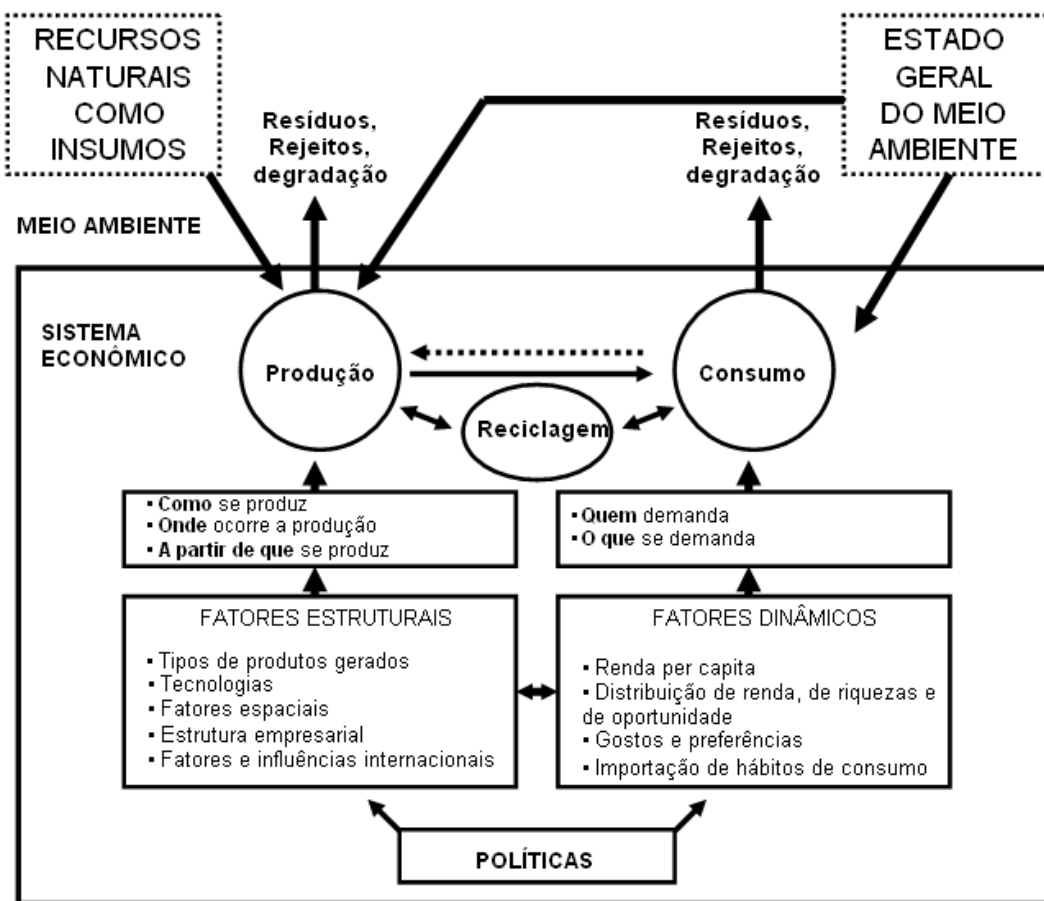 RECURSOS
NATURAIS
COMO
INSUMOS
ESTADO
GERAL
DO MEIO
AMBIENTE
Resíduos,
Rejeitos,
degradação
Resíduos,
Rejeitos,
degradação
MEIO AMBIENTE
SISTEMA
ECONÔMICO
Produção
Consumo
Reciclagem
▪ Como se produz
▪ Onde ocorre a produção
▪ A partir de que se produz
▪ Quem demanda
▪ O que se demanda
FATORES ESTRUTURAIS
▪ Tipos de produtos gerados
▪ Tecnologias
▪ Fatores espaciais
▪ Estrutura empresarial
▪ Fatores e influências internacionais
FATORES DINÂMICOS
▪ Renda per capita
▪ Distribuição de renda, de riquezas e
de oportunidade
▪ Gostos e preferências
▪ Importação de hábitos de consumo
POLÍTICAS